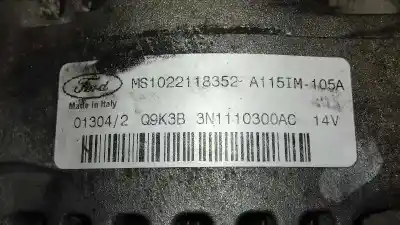 Ford
MS1022118352- A115IM-105A
Made in Italy
01304/2 Q9K3B 3N1110300AC 14V
N